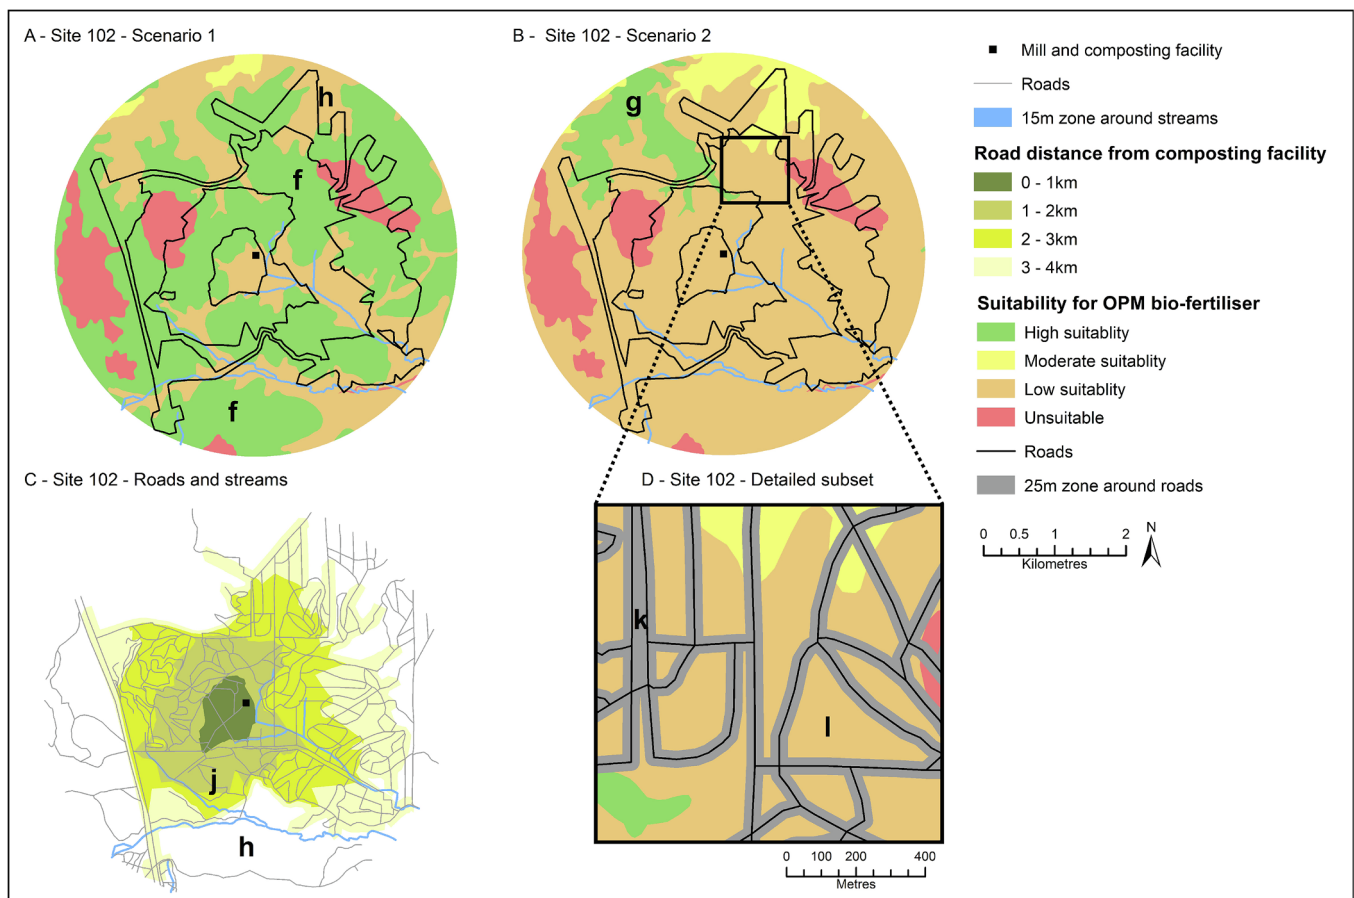 A - Site 102 - Scenario 1
B - Site 102 - Scenario 2
h
f
f
g
Mill and composting facility
Roads
15m zone around streams
Road distance from composting facility
0 - 1km
1 - 2km
2 - 3km
3 - 4km
Suitability for OPM bio-fertiliser
High suitablity
Moderate suitablity
Low suitablity
Unsuitable
Roads
25m zone around roads
0 0.5 1 2
Kilometres
N
C - Site 102 - Roads and streams
j
h
D - Site 102 - Detailed subset
k
l
0 100 200 400
Metres